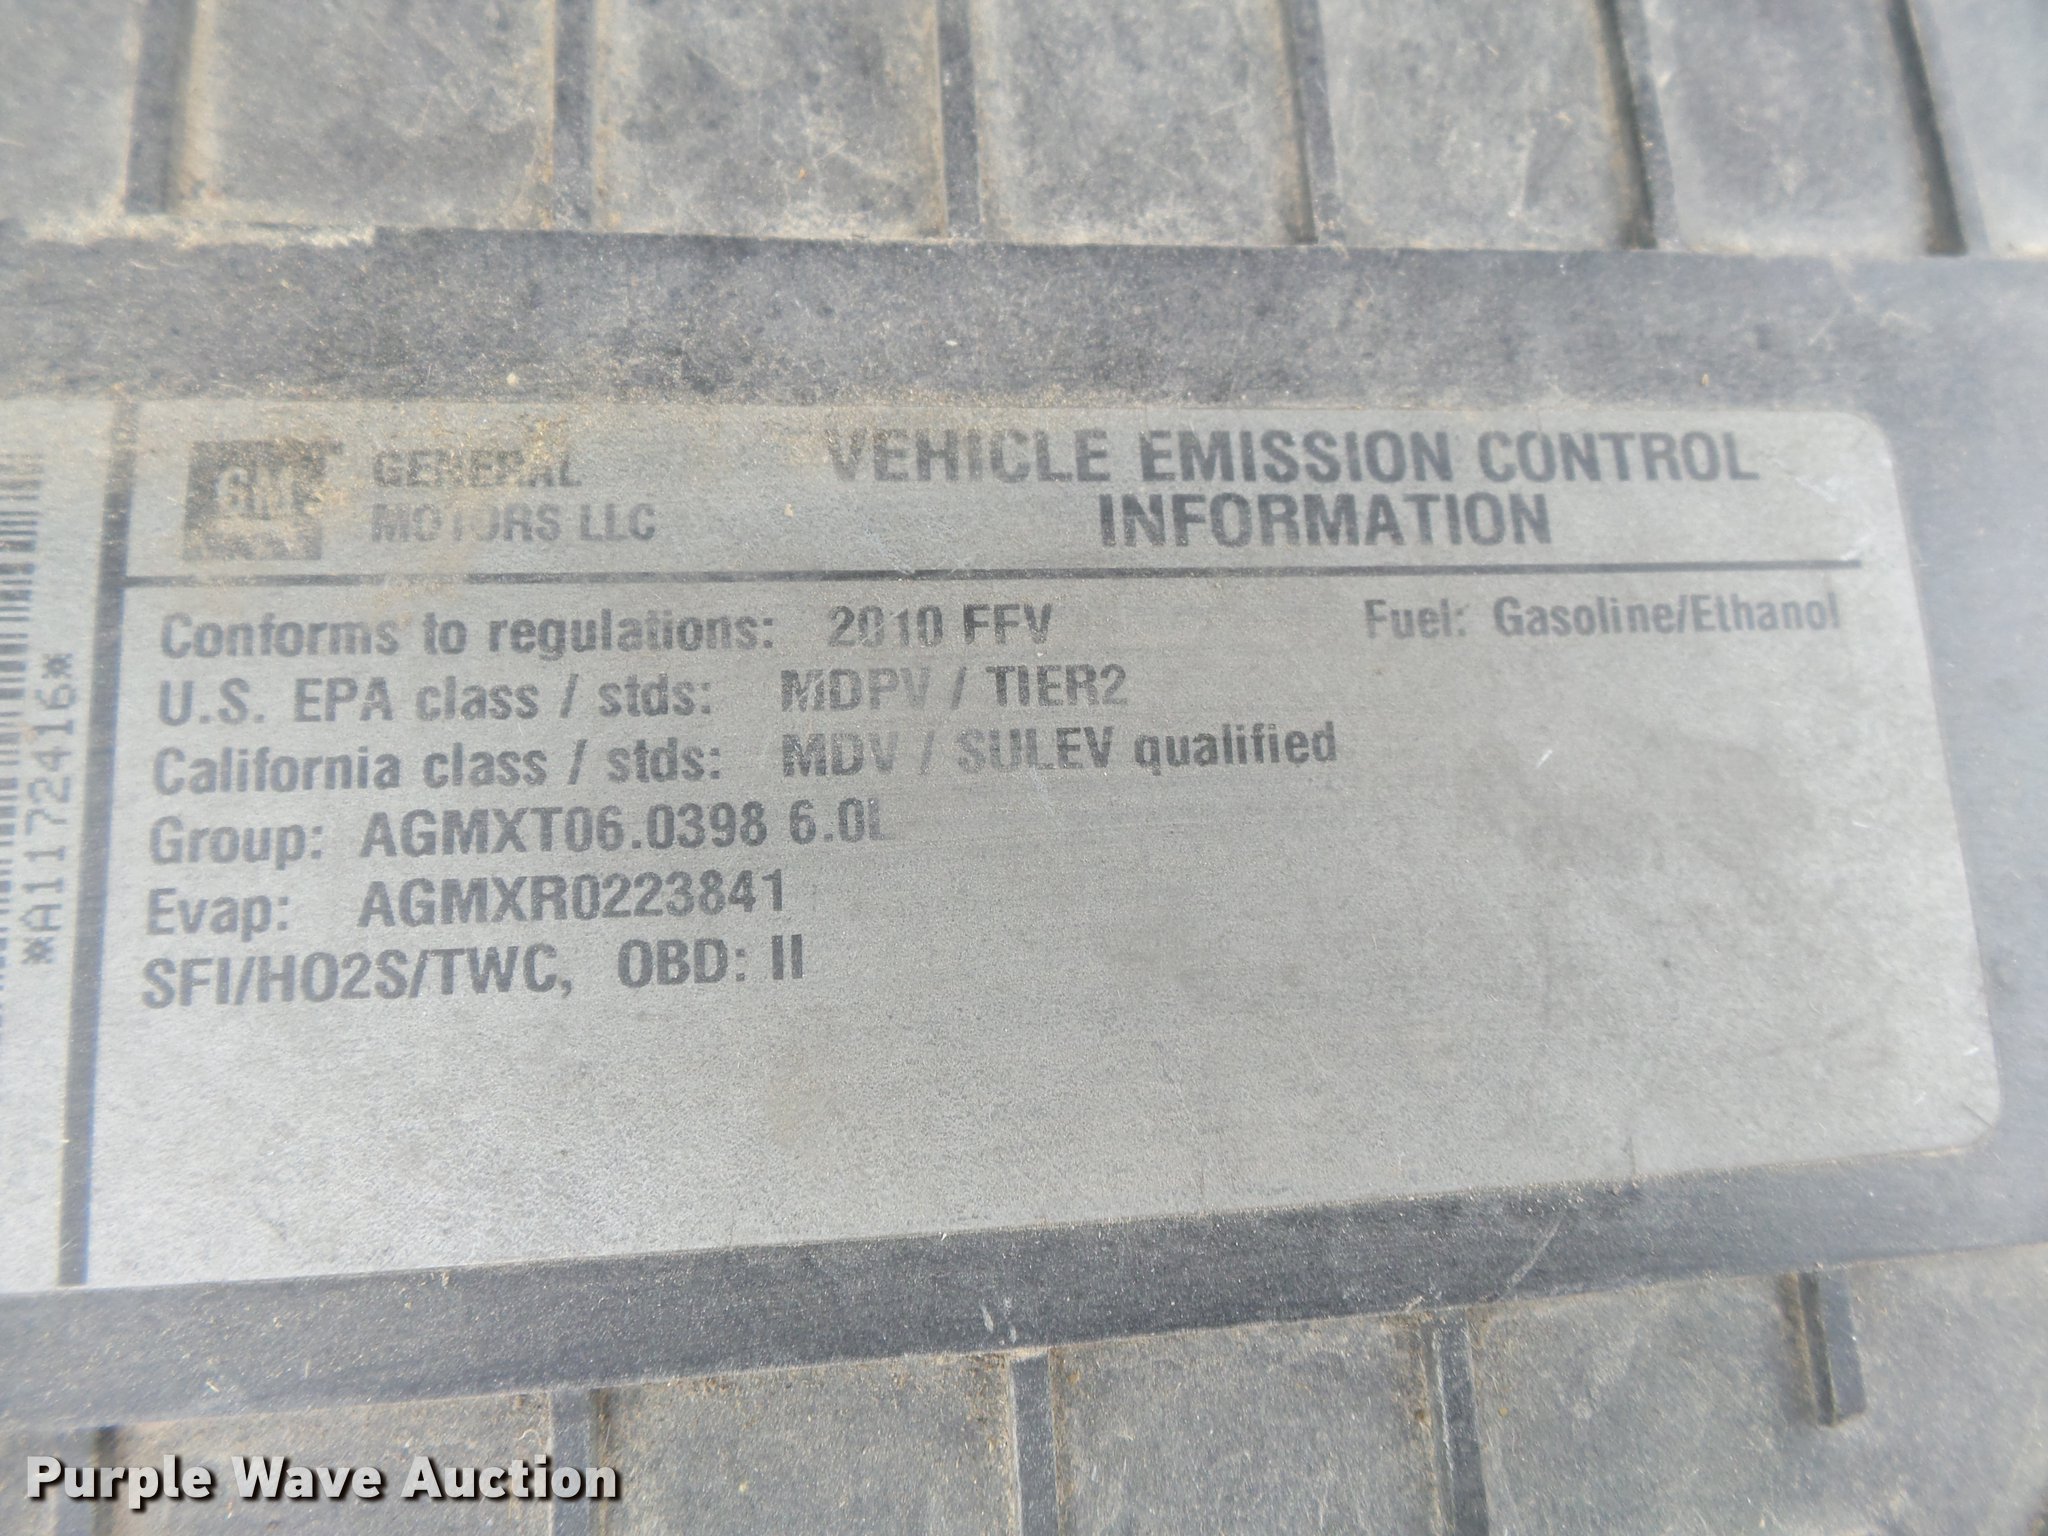 GM
GENERAL
MOTORS LLC
VEHICLE EMISSION CONTROL
INFORMATION
Conforms to regulations: 2010 FFV
Fuel: Gasoline/Ethanol
U.S. EPA class / stds: MDPV / TIER2
California class / stds: MDV / SULEV qualified
Group: AGMXT06.0398 6.0L
Evap: AGMXR0223841
SFI/HO2S/TWC, OBD: II
*A1172416*
Purple Wave Auction